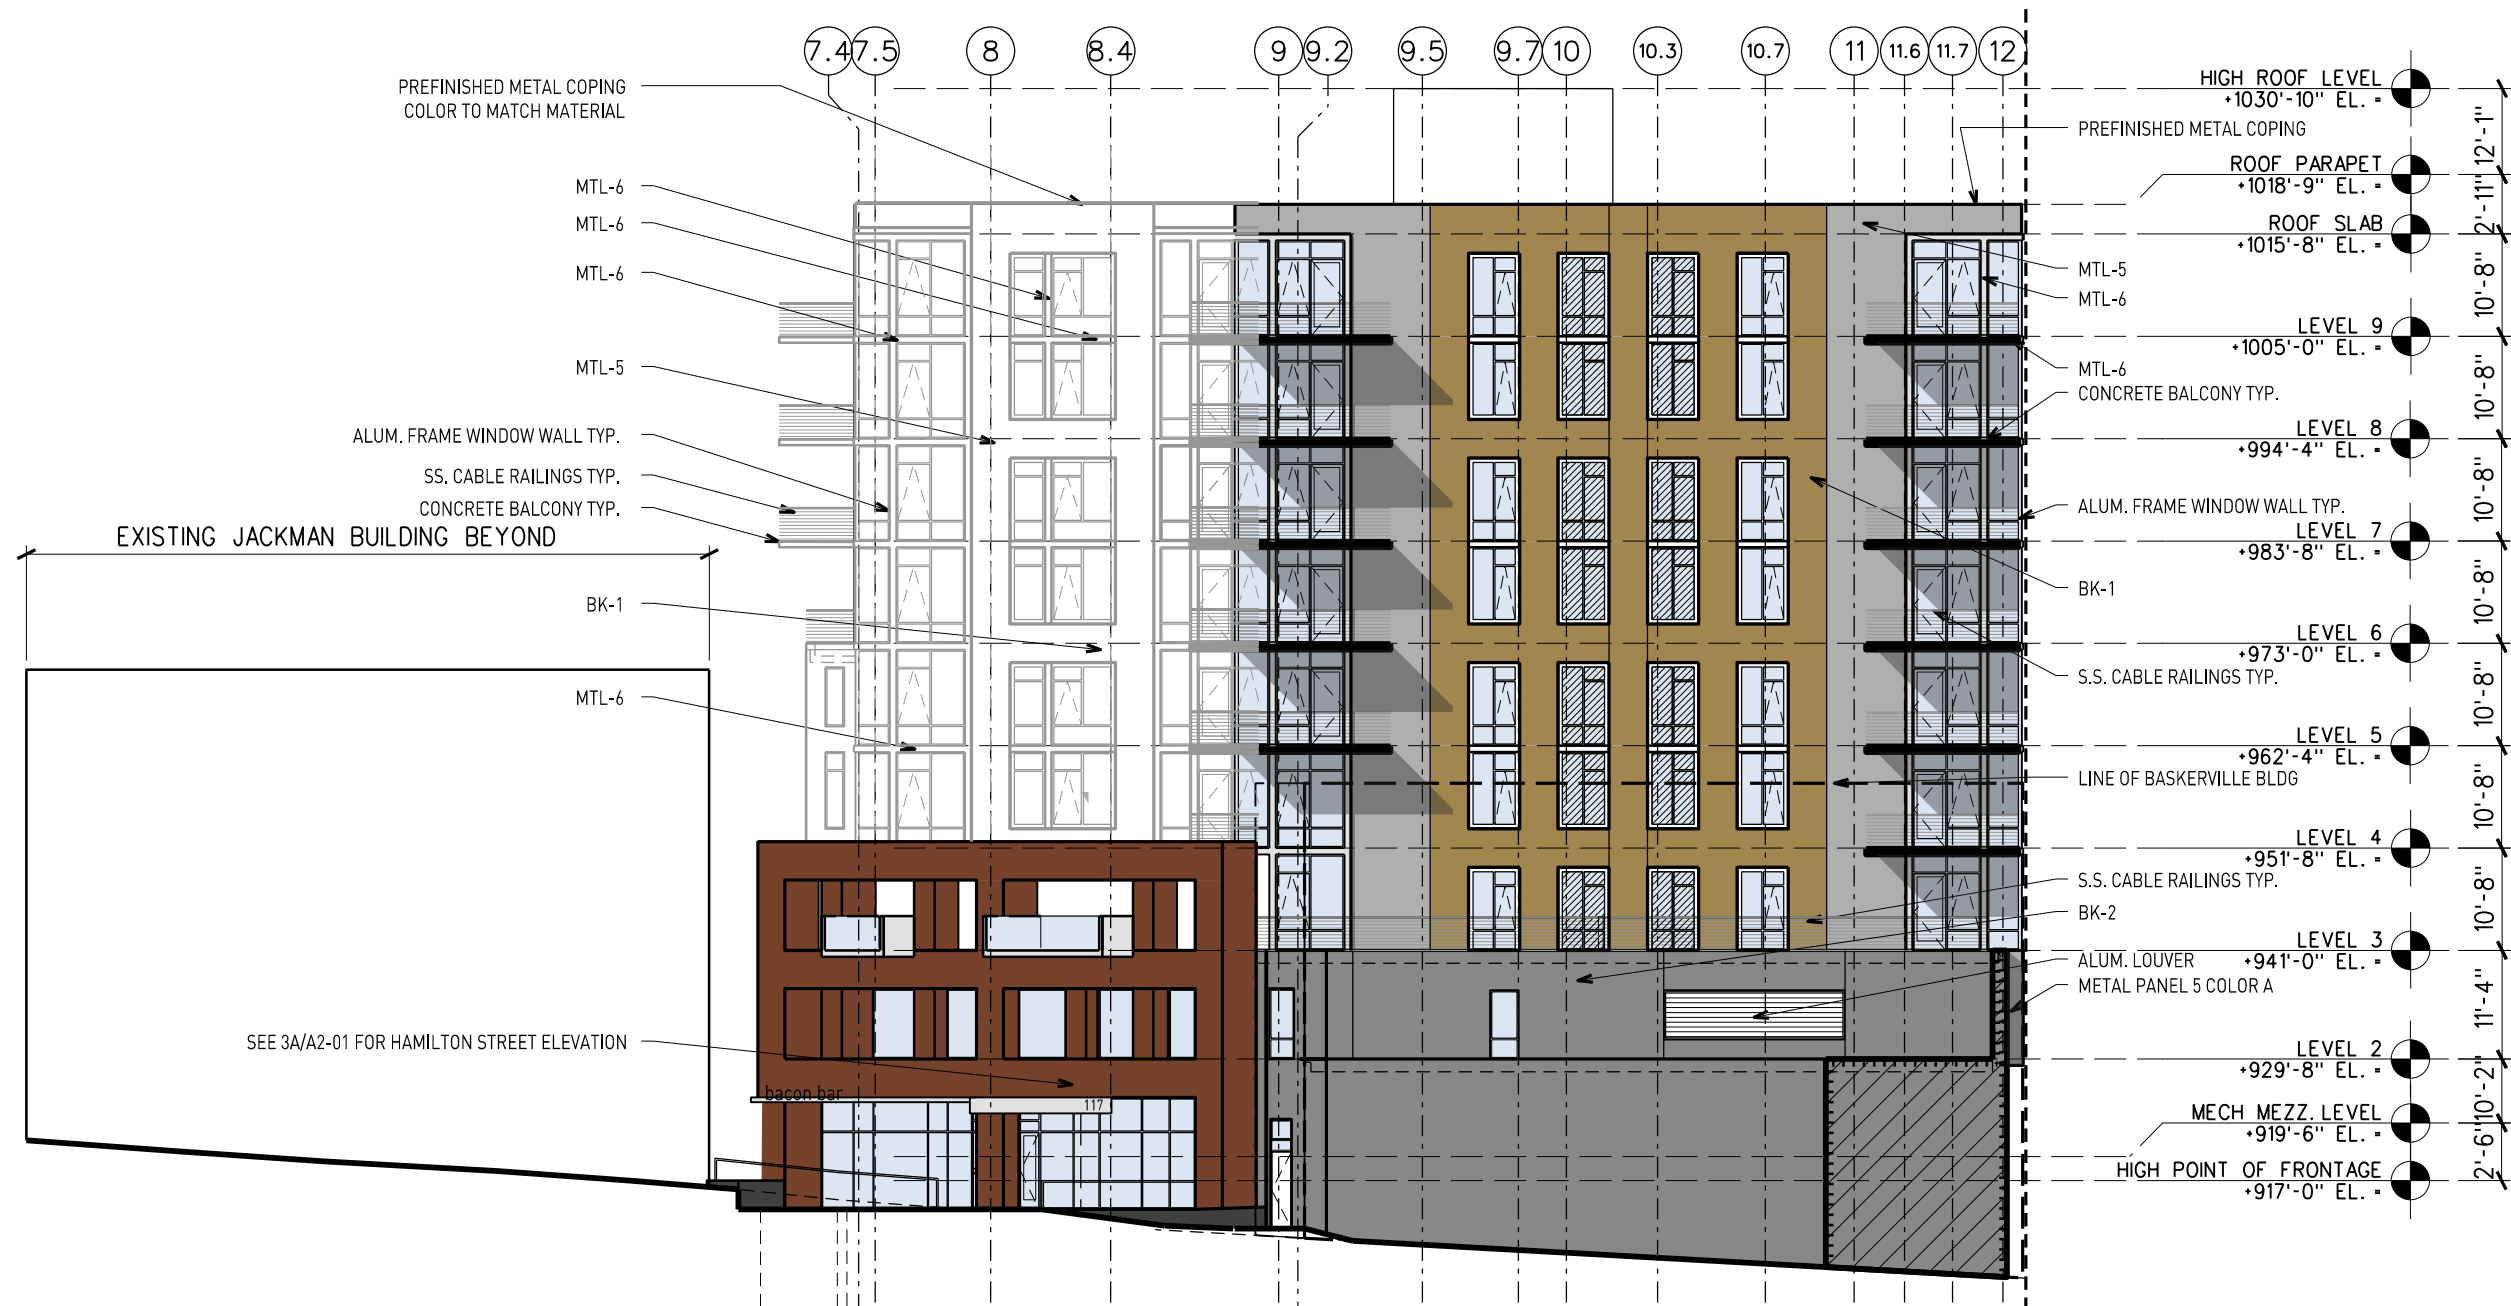 7.4 7.5 8 8.4 9 9.2 9.5 9.7 10 10.3 10.7 11 11.6 11.7 12
PREFINISHED METAL COPING
COLOR TO MATCH MATERIAL
MTL-6
MTL-6
MTL-6
MTL-5
ALUM. FRAME WINDOW WALL TYP.
SS. CABLE RAILINGS TYP.
CONCRETE BALCONY TYP.
EXISTING JACKMAN BUILDING BEYOND
BK-1
MTL-6
SEE 3A/A2-01 FOR HAMILTON STREET ELEVATION
bacon bar
117
HIGH ROOF LEVEL
+1030'-10" EL. =
PREFINISHED METAL COPING
12'-1"
ROOF PARAPET
+1018'-9" EL. =
2'-11"
ROOF SLAB
+1015'-8" EL. =
MTL-5
MTL-6
10'-8"
LEVEL 9
+1005'-0" EL. =
MTL-6
CONCRETE BALCONY TYP.
10'-8"
LEVEL 8
+994'-4" EL. =
10'-8"
ALUM. FRAME WINDOW WALL TYP.
LEVEL 7
+983'-8" EL. =
BK-1
10'-8"
LEVEL 6
+973'-0" EL. =
S.S. CABLE RAILINGS TYP.
10'-8"
LEVEL 5
+962'-4" EL. =
LINE OF BASKERVILLE BLDG
10'-8"
LEVEL 4
+951'-8" EL. =
S.S. CABLE RAILINGS TYP.
BK-2
10'-8"
LEVEL 3
+941'-0" EL. =
ALUM. LOUVER
METAL PANEL 5 COLOR A
11'-4"
LEVEL 2
+929'-8" EL. =
10'-2"
MECH MEZZ. LEVEL
+919'-6" EL. =
2'-6"
HIGH POINT OF FRONTAGE
+917'-0" EL. =